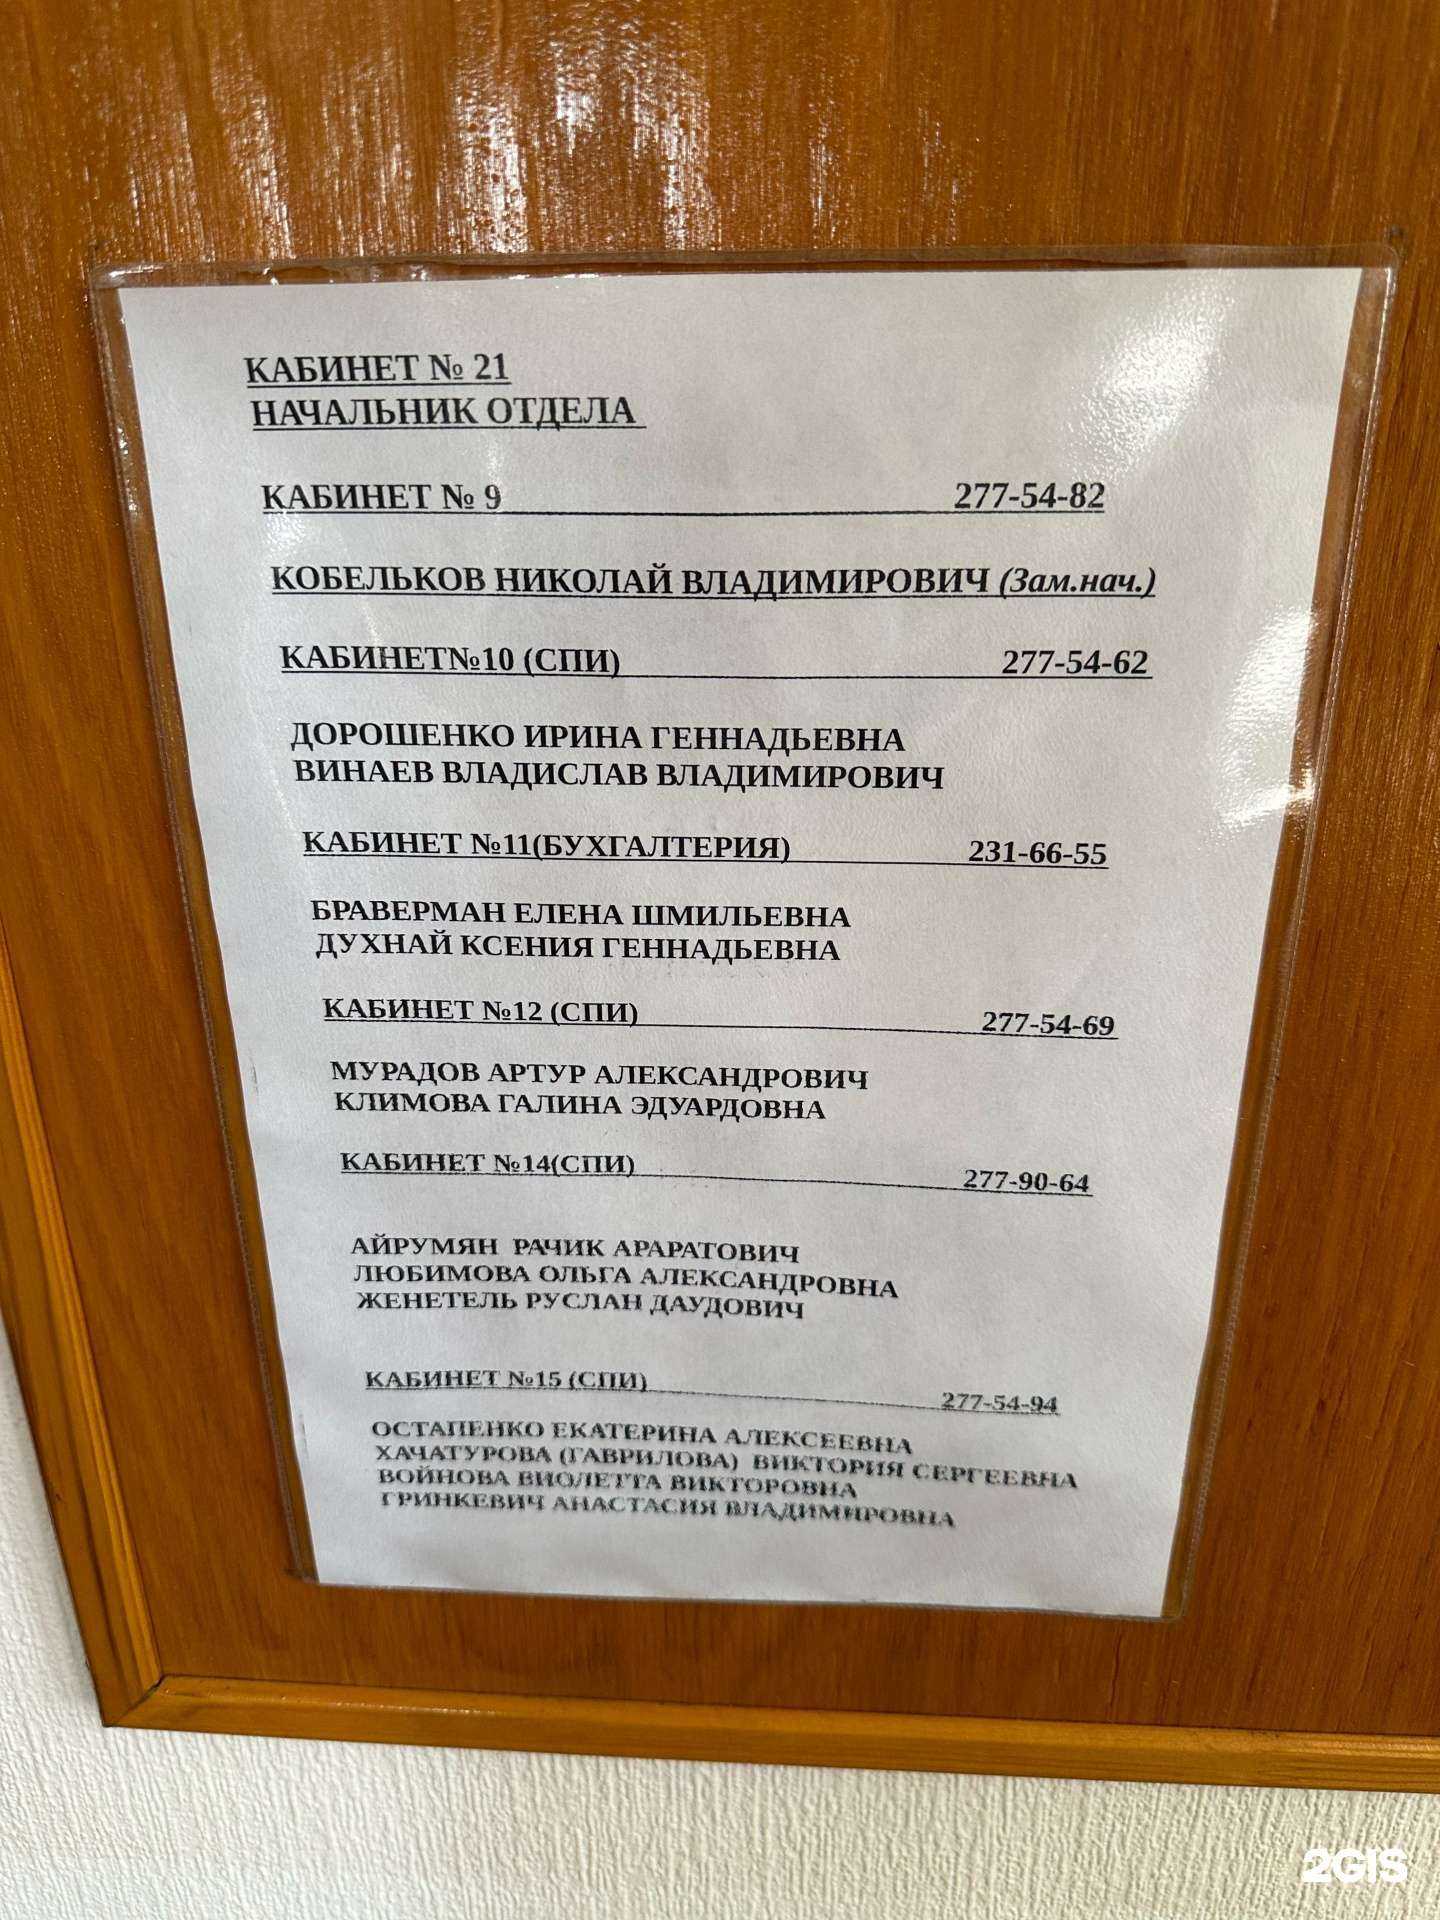 КАБИНЕТ № 21
НАЧАЛЬНИК ОТДЕЛА
КАБИНЕТ № 9 277-54-82
КОБЕЛЬКОВ НИКОЛАЙ ВЛАДИМИРОВИЧ (Зам.нач.)
КАБИНЕТ№10 (СПИ) 277-54-62
ДОРОШЕНКО ИРИНА ГЕННАДЬЕВНА
ВИНАЕВ ВЛАДИСЛАВ ВЛАДИМИРОВИЧ
КАБИНЕТ №11(БУХГАЛТЕРИЯ) 231-66-55
БРАВЕРМАН ЕЛЕНА ШМИЛЬЕВНА
ДУХНАЙ КСЕНИЯ ГЕННАДЬЕВНА
КАБИНЕТ №12 (СПИ) 277-54-69
МУРАДОВ АРТУР АЛЕКСАНДРОВИЧ
КЛИМОВА ГАЛИНА ЭДУАРДОВНА
КАБИНЕТ №14(СПИ) 277-90-64
АЙРУМЯН РАЧИК АРАРАТОВИЧ
ЛЮБИМОВА ОЛЬГА АЛЕКСАНДРОВНА
ЖЕНЕТЕЛЬ РУСЛАН ДАУДОВИЧ
КАБИНЕТ №15 (СПИ) 277-54-94
ОСТАПЕНКО ЕКАТЕРИНА АЛЕКСЕЕВНА
ХАЧАТУРОВА (ГАВРИЛОВА) ВИКТОРИЯ СЕРГЕЕВНА
ВОЙНОВА ВИОЛЕТТА ВИКТОРОВНА
ГРИНКЕВИЧ АНАСТАСИЯ ВЛАДИМИРОВНА
2GIS